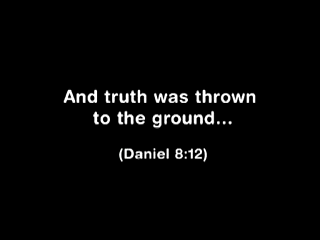 And truth was thrown
to the ground...
(Daniel 8:12)